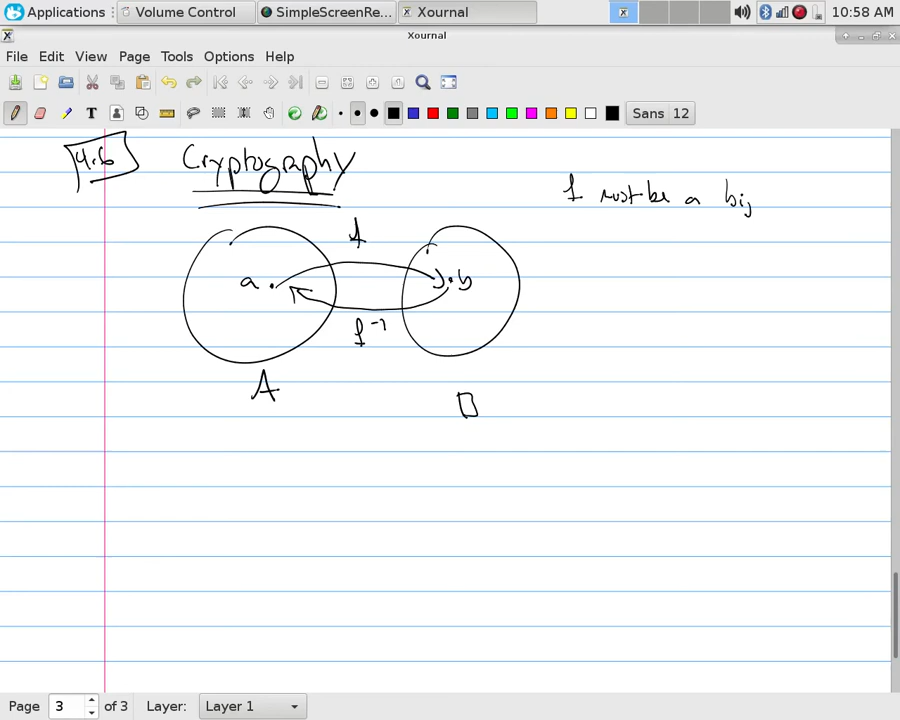 Applications Volume Control SimpleScreenRe... Xournal 10:58 AM
Xournal
File Edit View Page Tools Options Help
T Sans 12
4.6 Cryptography
f must be a bij
f
a b
f⁻¹
A
B
Page 3 of 3 Layer: Layer 1